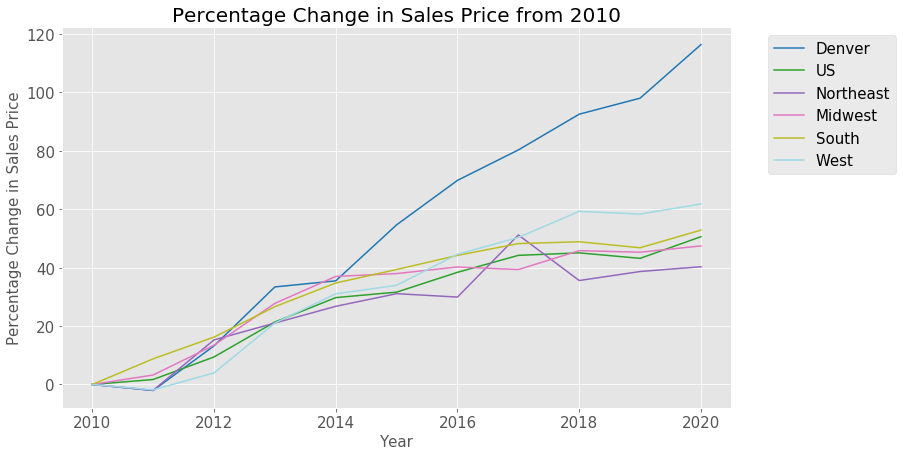 Percentage Change in Sales Price from 2010
Percentage Change in Sales Price
120
100
80
60
40
20
0
2010 2012 2014 2016 2018 2020
Year
Denver
US
Northeast
Midwest
South
West